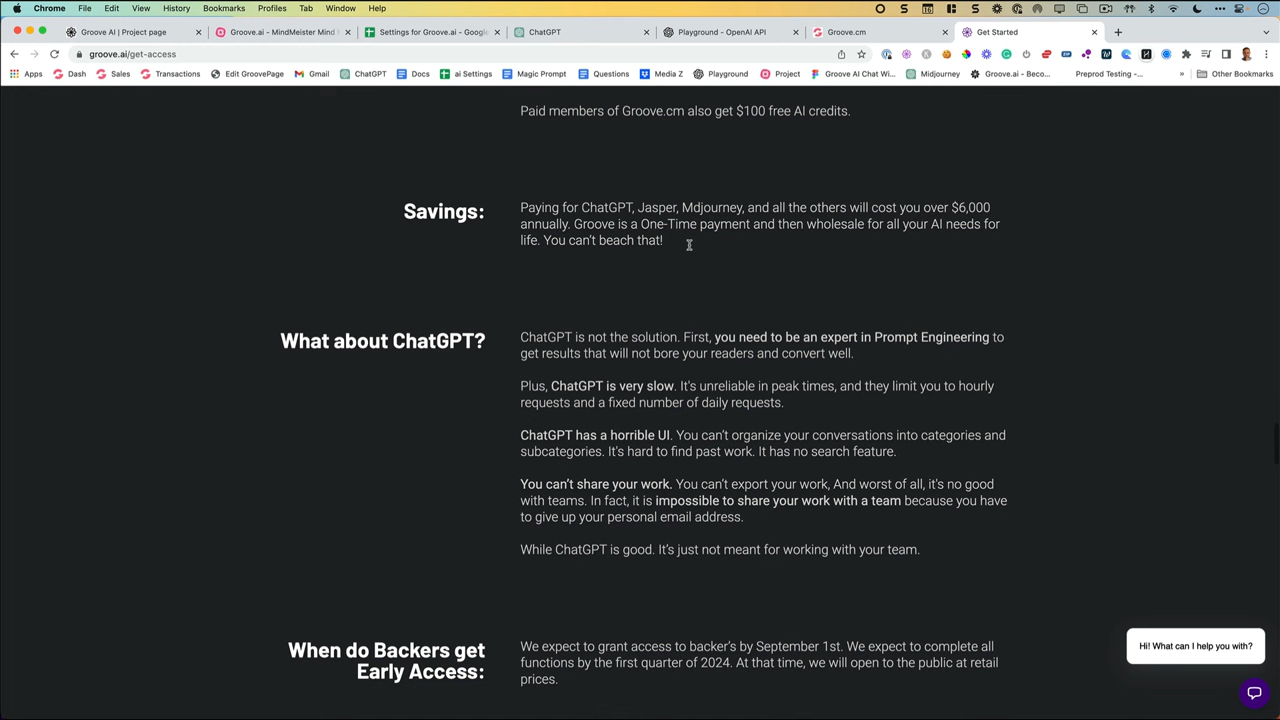 Chrome File Edit View History Bookmarks Profiles Tab Window Help
Groove AI | Project page
Groove.ai - MindMeister Mind
Settings for Groove.ai - Google
ChatGPT
Playground - OpenAI API
Groove.cm
Get Started
groove.ai/get-access
Apps Dash Sales Transactions Edit GroovePage Gmail ChatGPT Docs ai Settings Magic Prompt Questions Media Z Playground Project Groove AI Chat Wi... Midjourney Groove.ai - Beco... Preprod Testing -... » Other Bookmarks
Paid members of Groove.cm also get $100 free AI credits.
Savings:
Paying for ChatGPT, Jasper, Mdjourney, and all the others will cost you over $6,000
annually. Groove is a One-Time payment and then wholesale for all your AI needs for
life. You can’t beach that!
What about ChatGPT?
ChatGPT is not the solution. First, you need to be an expert in Prompt Engineering to
get results that will not bore your readers and convert well.
Plus, ChatGPT is very slow. It's unreliable in peak times, and they limit you to hourly
requests and a fixed number of daily requests.
ChatGPT has a horrible UI. You can’t organize your conversations into categories and
subcategories. It's hard to find past work. It has no search feature.
You can’t share your work. You can’t export your work, And worst of all, it's no good
with teams. In fact, it is impossible to share your work with a team because you have
to give up your personal email address.
While ChatGPT is good. It’s just not meant for working with your team.
When do Backers get
Early Access:
We expect to grant access to backer’s by September 1st. We expect to complete all
functions by the first quarter of 2024. At that time, we will open to the public at retail
prices.
Hi! What can I help you with?